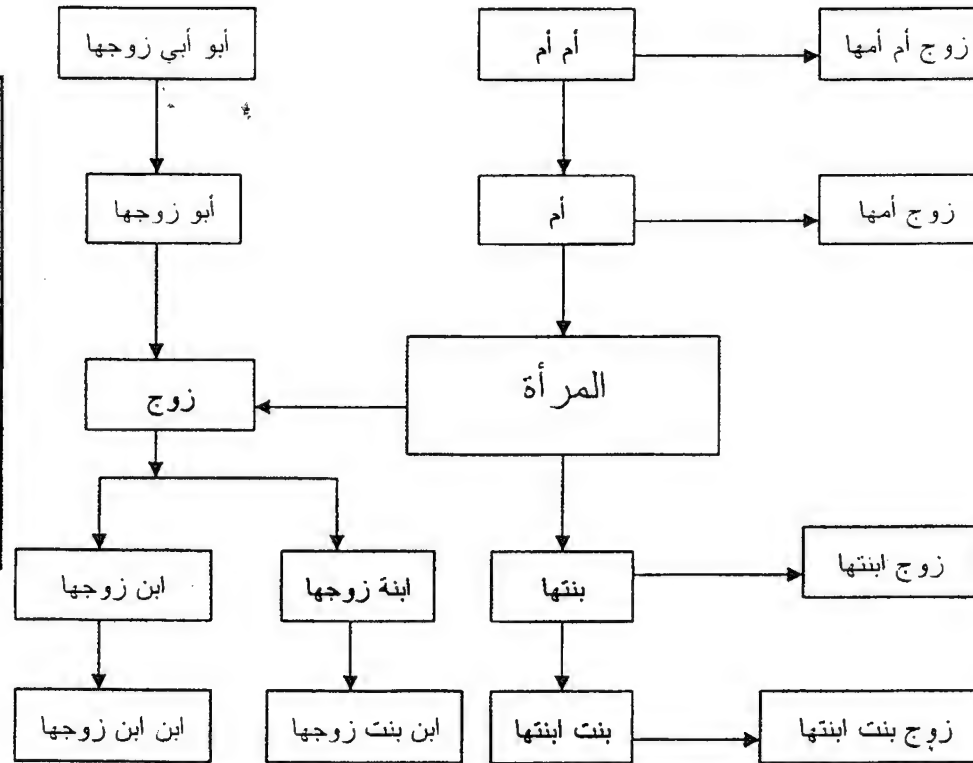 زوج أم أمها
أم أم
أبو أبي زوجها
زوج أمها
أم
أبو زوجها
المرأة
زوج
زوج ابنتها
بنتها
ابنة زوجها
ابن زوجها
زوج بنت ابنتها
بنت ابنتها
ابن بنت زوجها
ابن ابن زوجها